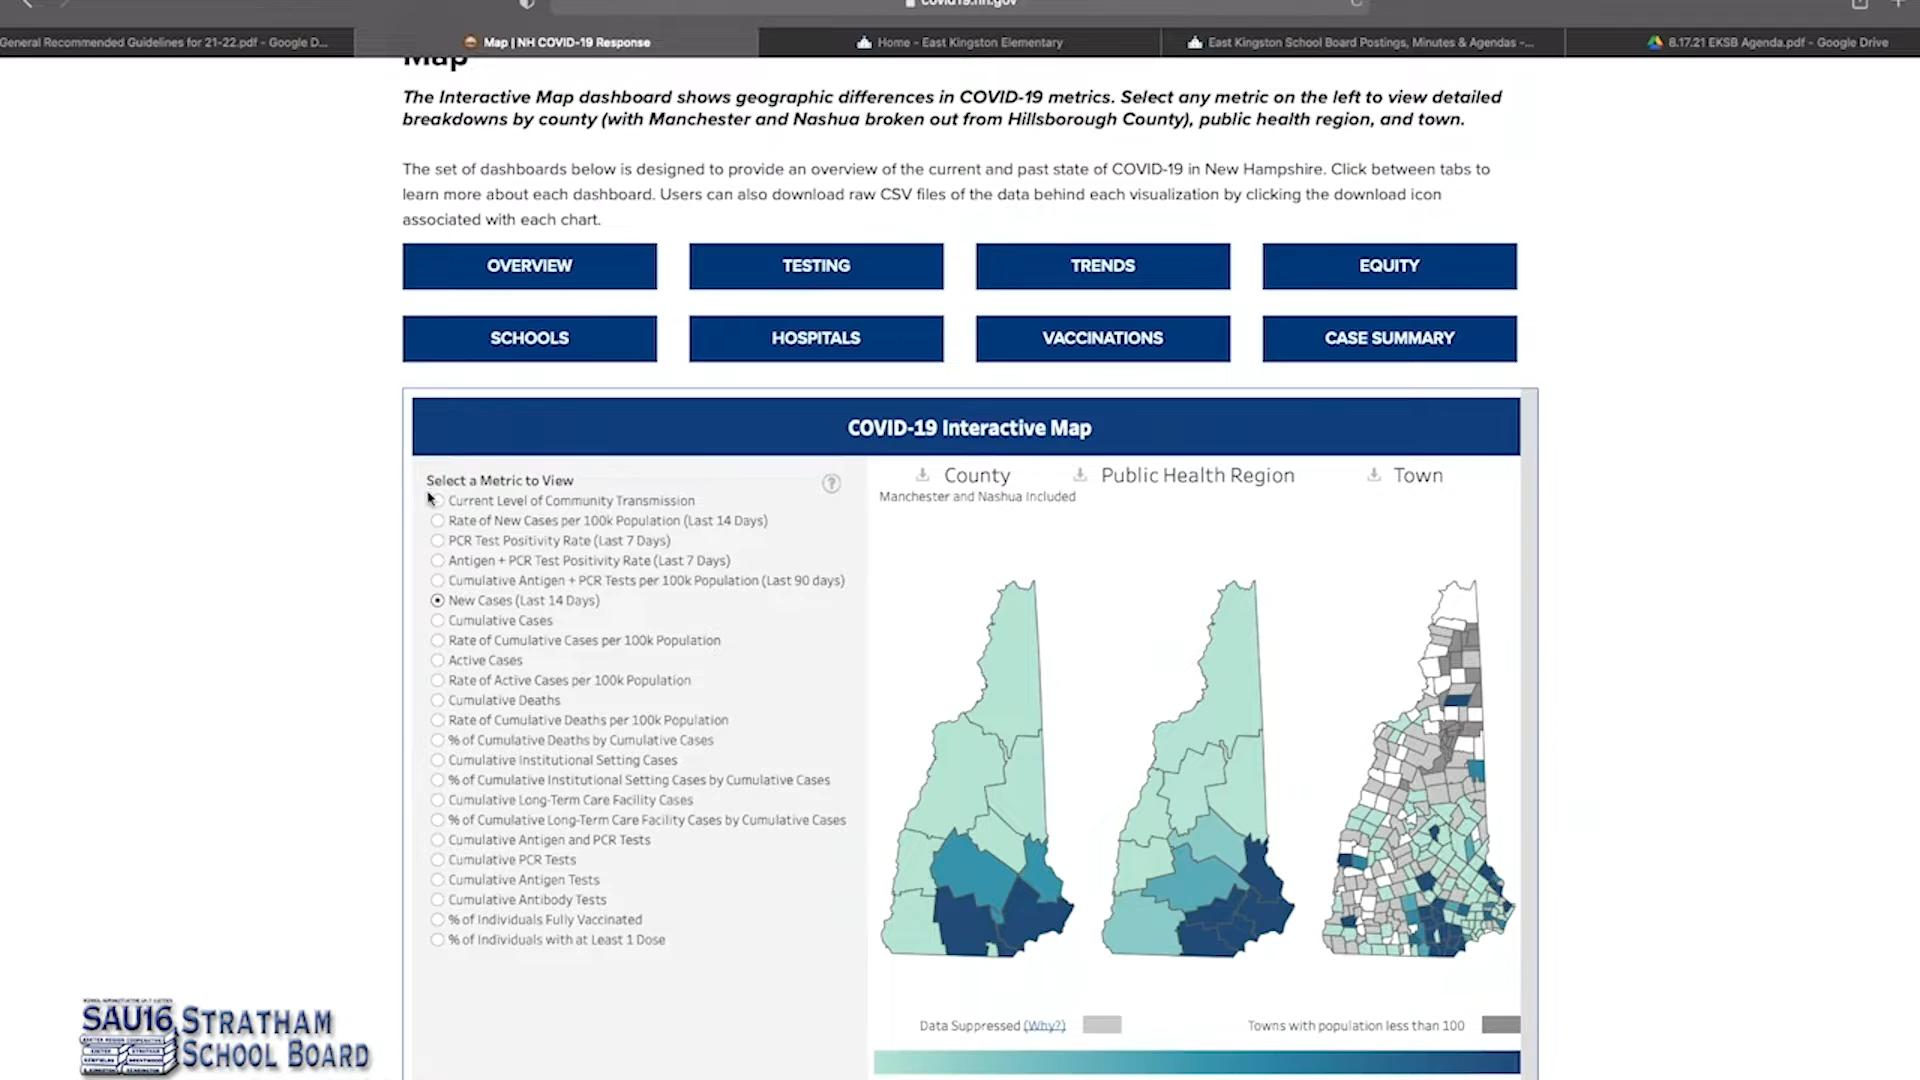 covid19.nh.gov
General Recommended Guidelines for 21-22.pdf - Google D...
Map | NH COVID-19 Response
Home - East Kingston Elementary
East Kingston School Board Postings, Minutes & Agendas -...
8.17.21 EKSB Agenda.pdf - Google Drive
Map
The Interactive Map dashboard shows geographic differences in COVID-19 metrics. Select any metric on the left to view detailed
breakdowns by county (with Manchester and Nashua broken out from Hillsborough County), public health region, and town.
The set of dashboards below is designed to provide an overview of the current and past state of COVID-19 in New Hampshire. Click between tabs to
learn more about each dashboard. Users can also download raw CSV files of the data behind each visualization by clicking the download icon
associated with each chart.
OVERVIEW
TESTING
TRENDS
EQUITY
SCHOOLS
HOSPITALS
VACCINATIONS
CASE SUMMARY
COVID-19 Interactive Map
Select a Metric to View
?
Current Level of Community Transmission
Rate of New Cases per 100k Population (Last 14 Days)
PCR Test Positivity Rate (Last 7 Days)
Antigen + PCR Test Positivity Rate (Last 7 Days)
Cumulative Antigen + PCR Tests per 100k Population (Last 90 days)
New Cases (Last 14 Days)
Cumulative Cases
Rate of Cumulative Cases per 100k Population
Active Cases
Rate of Active Cases per 100k Population
Cumulative Deaths
Rate of Cumulative Deaths per 100k Population
% of Cumulative Deaths by Cumulative Cases
Cumulative Institutional Setting Cases
% of Cumulative Institutional Setting Cases by Cumulative Cases
Cumulative Long-Term Care Facility Cases
% of Cumulative Long-Term Care Facility Cases by Cumulative Cases
Cumulative Antigen and PCR Tests
Cumulative PCR Tests
Cumulative Antigen Tests
Cumulative Antibody Tests
% of Individuals Fully Vaccinated
% of Individuals with at Least 1 Dose
County
Manchester and Nashua Included
Public Health Region
Town
Data Suppressed (Why?)
Towns with population less than 100
SAU16 STRATHAM
SCHOOL BOARD